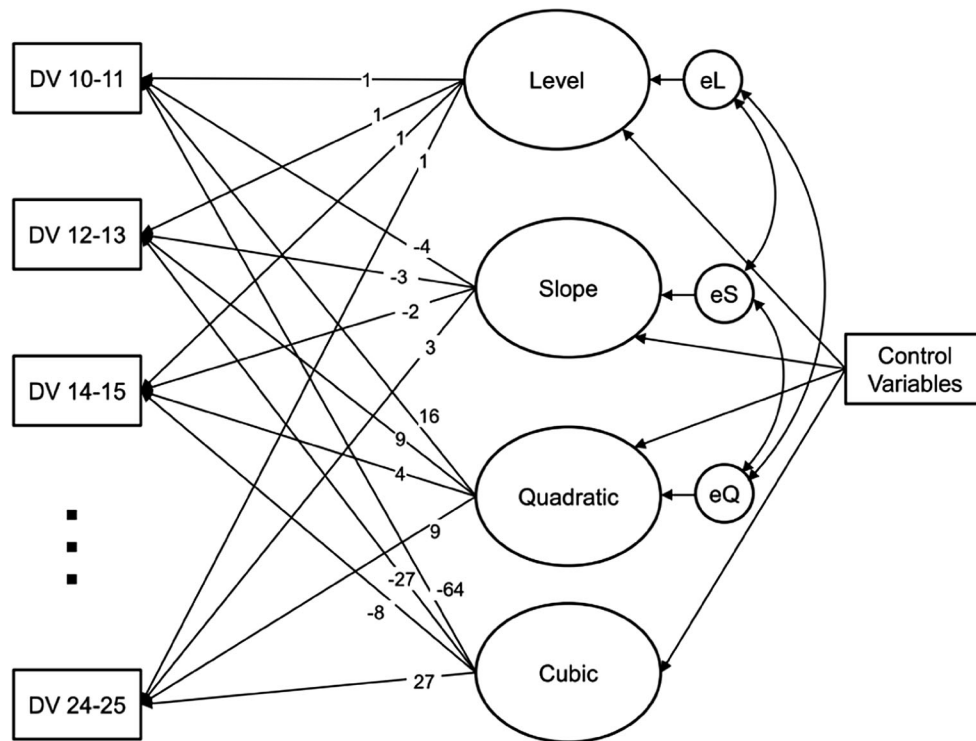 DV 10-11
DV 12-13
DV 14-15
DV 24-25
1
1
1
1
-4
-3
-2
3
16
9
4
9
-27
-64
-8
27
Level
Slope
Quadratic
Cubic
eL
eS
eQ
Control
Variables